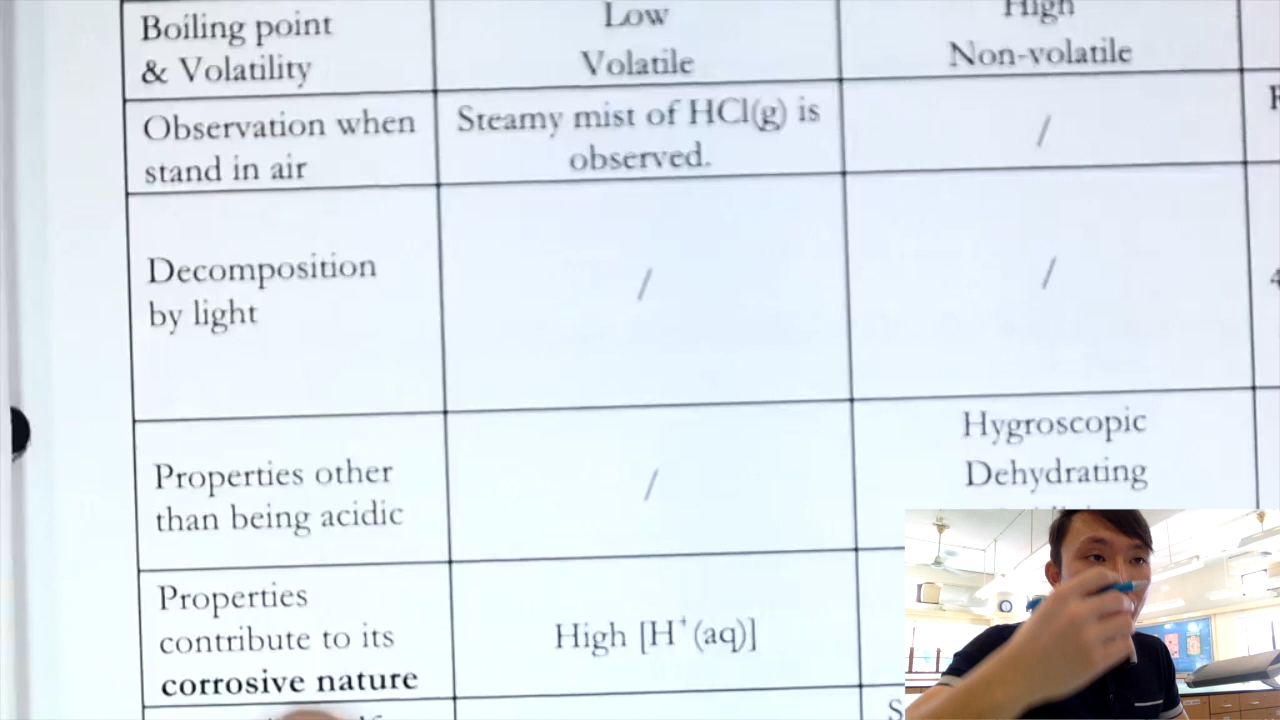 Boiling point
& Volatility
Low
Volatile
High
Non-volatile
Observation when
stand in air
Steamy mist of HCl(g) is
observed.
/
Decomposition
by light
/
/
Properties other
than being acidic
/
Hygroscopic
Dehydrating
Properties
contribute to its
corrosive nature
High [H⁺(aq)]